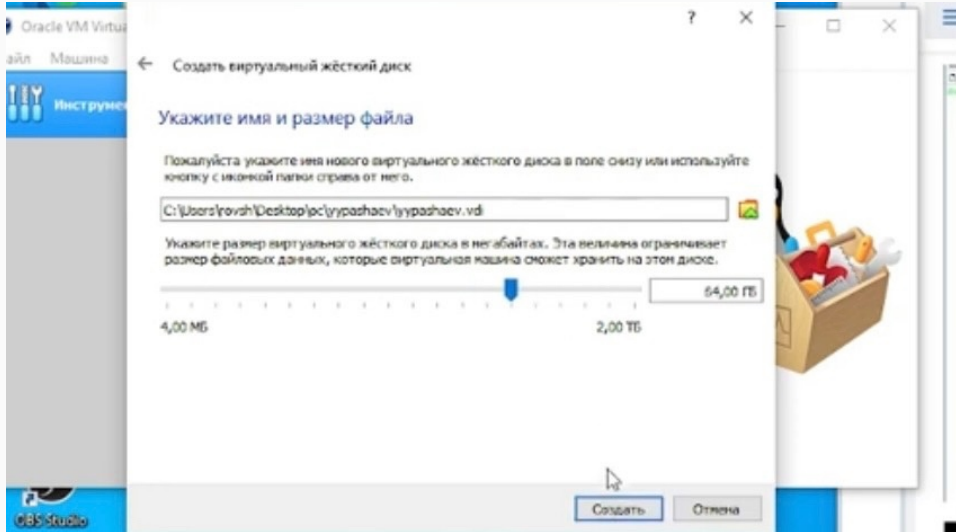 Oracle VM Virtua
?
айл Машина
Создать виртуальный жёсткий диск
Инструме
Укажите имя и размер файла
Пожалуйста укажите имя нового виртуального жёсткого диска в поле снизу или используйте
кнопку с иконкой папки справа от него.
C:\Users\rovsh\Desktop\pc\yypashaev\yypashaev.vdi
Укажите размер виртуального жёсткого диска в мегабайтах. Эта величина ограничивает
размер файловых данных, которые виртуальная машина сможет хранить на этом диске.
64,00 ГБ
4,00 МБ 2,00 ТБ
Создать Отмена
OBS Studio